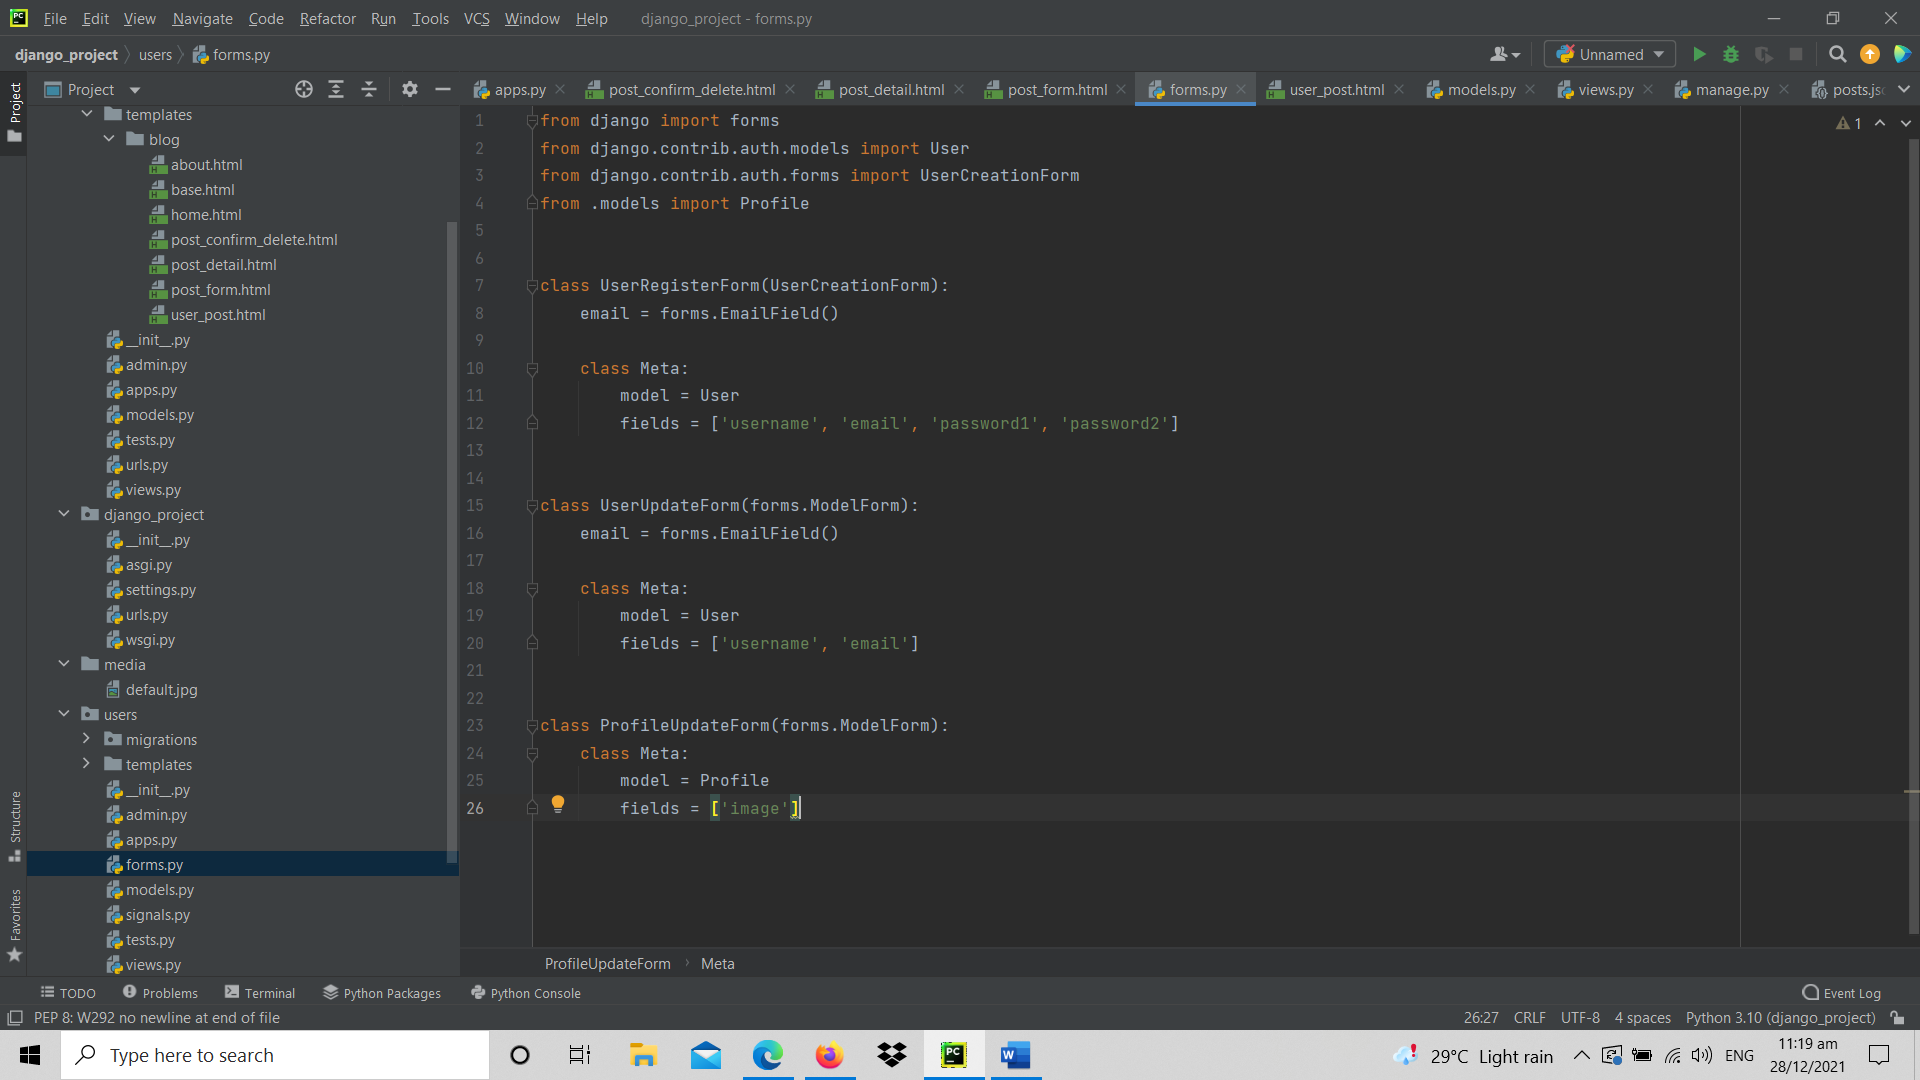 File Edit View Navigate Code Refactor Run Tools VCS Window Help django_project - forms.py
django_project users forms.py Unnamed
Project
Project
Structure
Favorites
templates
blog
about.html
base.html
home.html
post_confirm_delete.html
post_detail.html
post_form.html
user_post.html
__init__.py
admin.py
apps.py
models.py
tests.py
urls.py
views.py
django_project
__init__.py
asgi.py
settings.py
urls.py
wsgi.py
media
default.jpg
users
migrations
templates
__init__.py
admin.py
apps.py
forms.py
models.py
signals.py
tests.py
views.py
apps.py post_confirm_delete.html post_detail.html post_form.html forms.py user_post.html models.py views.py manage.py posts.js
1
1 from django import forms
2 from django.contrib.auth.models import User
3 from django.contrib.auth.forms import UserCreationForm
4 from .models import Profile
5
6
7 class UserRegisterForm(UserCreationForm):
8 email = forms.EmailField()
9
10 class Meta:
11 model = User
12 fields = ['username', 'email', 'password1', 'password2']
13
14
15 class UserUpdateForm(forms.ModelForm):
16 email = forms.EmailField()
17
18 class Meta:
19 model = User
20 fields = ['username', 'email']
21
22
23 class ProfileUpdateForm(forms.ModelForm):
24 class Meta:
25 model = Profile
26 fields = ['image']
ProfileUpdateForm Meta
TODO Problems Terminal Python Packages Python Console Event Log
PEP 8: W292 no newline at end of file 26:27 CRLF UTF-8 4 spaces Python 3.10 (django_project)
Type here to search
29°C Light rain ENG
11:19 am
28/12/2021